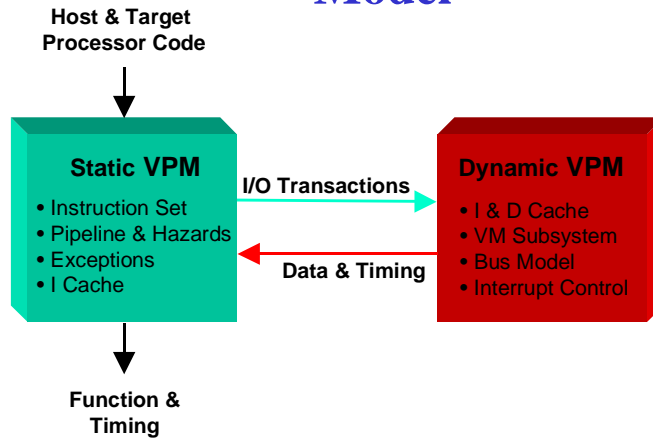 Model
Host & Target
Processor Code
Static VPM
• Instruction Set
• Pipeline & Hazards
• Exceptions
• I Cache
I/O Transactions
Data & Timing
Dynamic VPM
• I & D Cache
• VM Subsystem
• Bus Model
• Interrupt Control
Function &
Timing